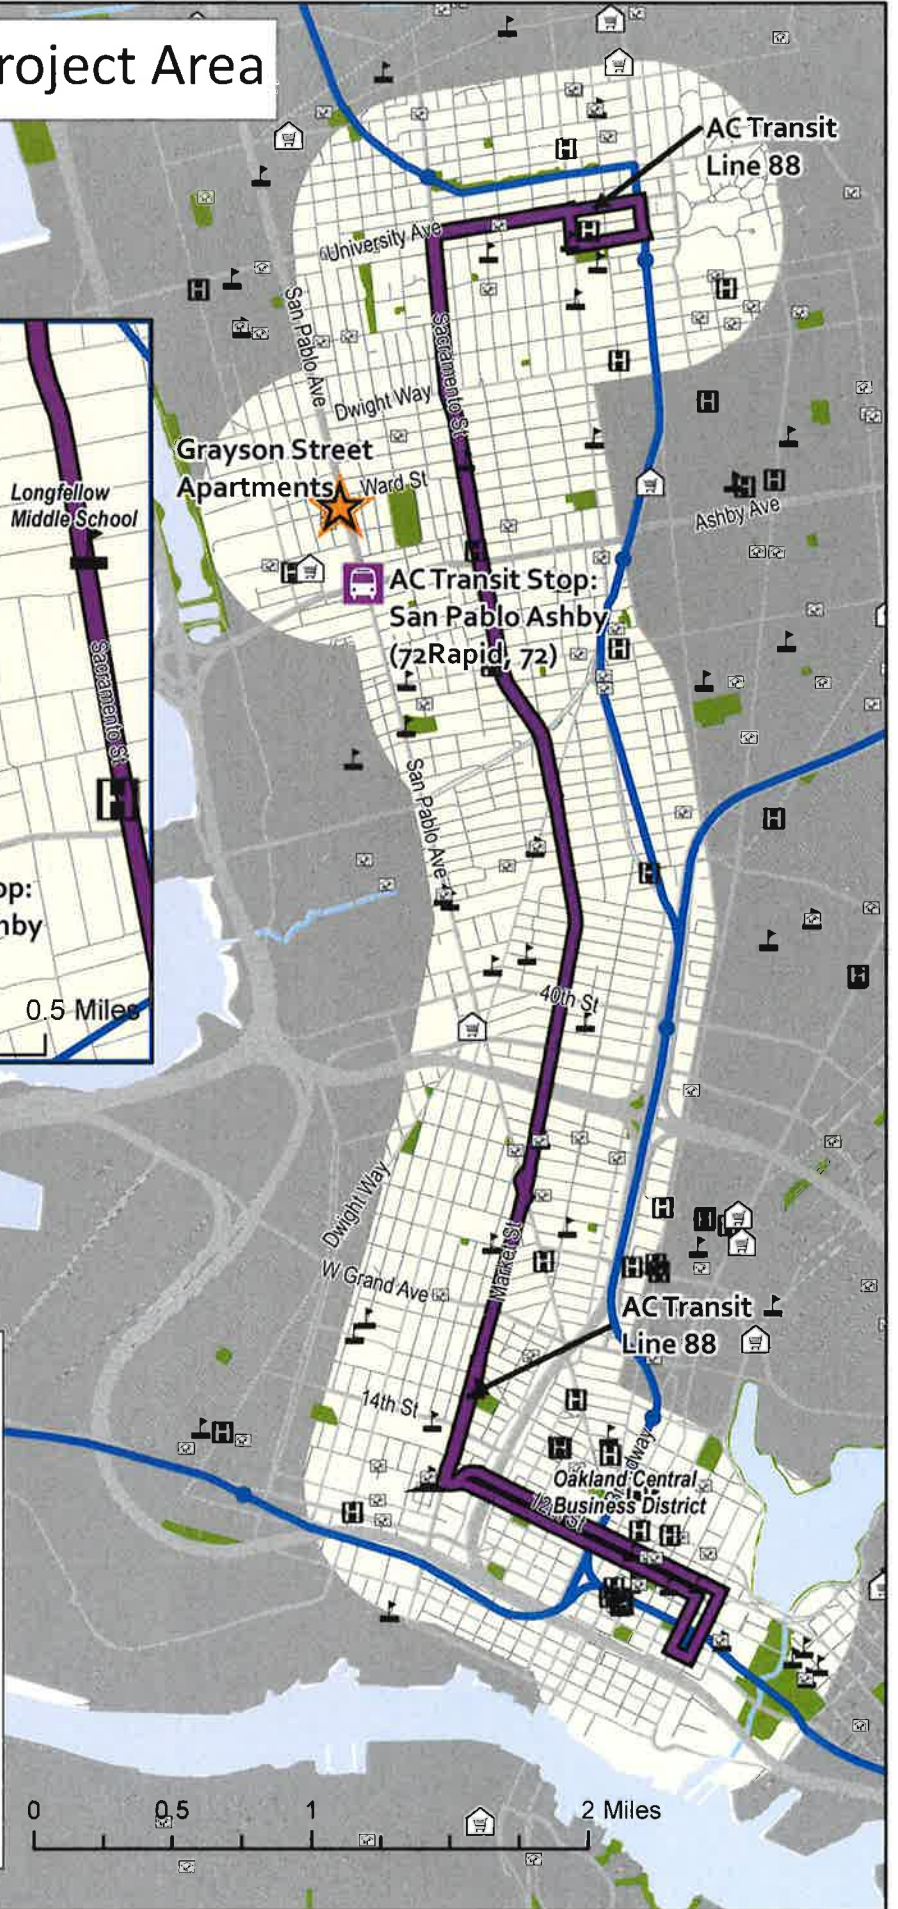 roject Area
AC Transit
Line 88
University Ave
San Pablo Ave
Sacramento St
Dwight Way
Grayson Street
Apartments
Ward St
Ashby Ave
Longfellow
Middle School
AC Transit Stop:
San Pablo Ashby
(72Rapid, 72)
Sacramento St
San Pablo Ave
op:
hby
0.5 Miles
40th St
Dwight Way
Market St
W Grand Ave
AC Transit
Line 88
14th St
dway
Oakland Central
Business District
0
0.5
1
2 Miles